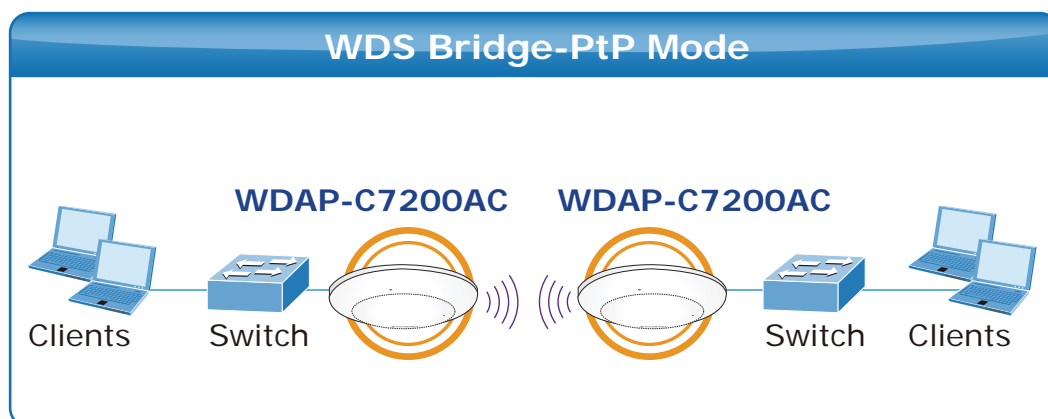 WDS Bridge-PtP Mode
WDAP-C7200AC WDAP-C7200AC
Clients Switch Switch Clients